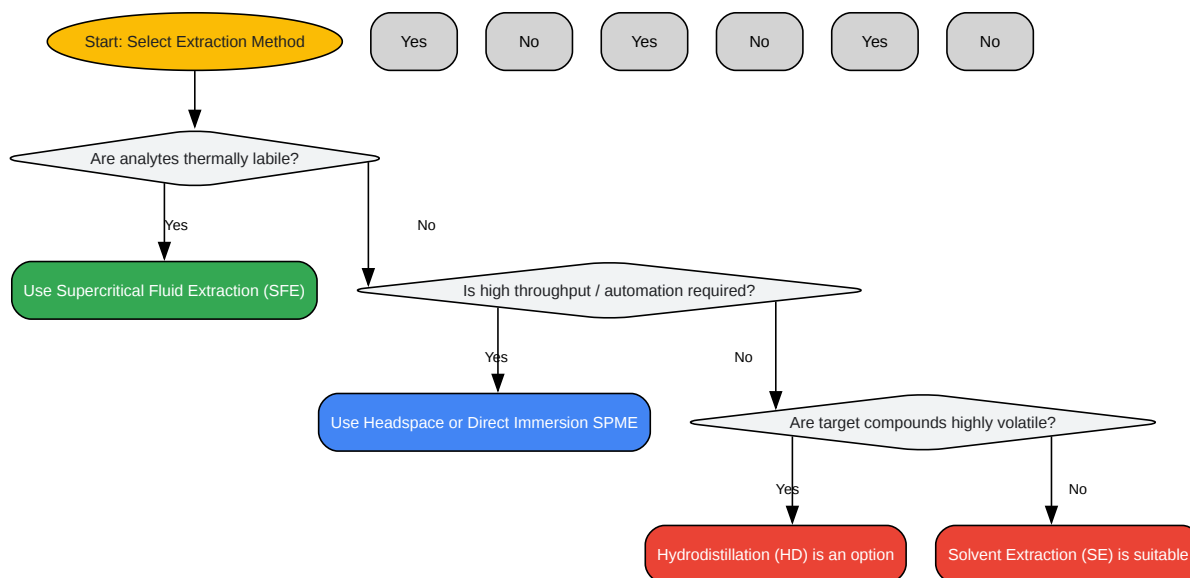 Start: Select Extraction Method
Yes
No
Yes
No
Yes
No
Are analytes thermally labile?
Yes
No
Use Supercritical Fluid Extraction (SFE)
Is high throughput / automation required?
Yes
No
Use Headspace or Direct Immersion SPME
Are target compounds highly volatile?
Yes
No
Hydrodistillation (HD) is an option
Solvent Extraction (SE) is suitable